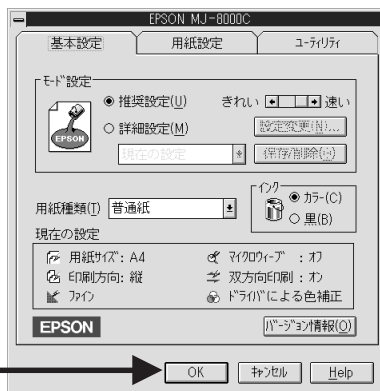 EPSON MJ-8000C
基本設定 用紙設定 ユーティリティ
モード設定
EPSON
推奨設定(U) きれい 速い
詳細設定(M) 設定変更(N)...
現在の設定 保存/削除(S)
用紙種類(T) 普通紙
インク
カラー(C)
黒(B)
現在の設定
用紙サイズ: A4 マイクロウィーブ : オフ
印刷方向: 縦 双方向印刷 : オン
ファイン ドライバによる色補正
EPSON バージョン情報(O)
OK キャンセル Help